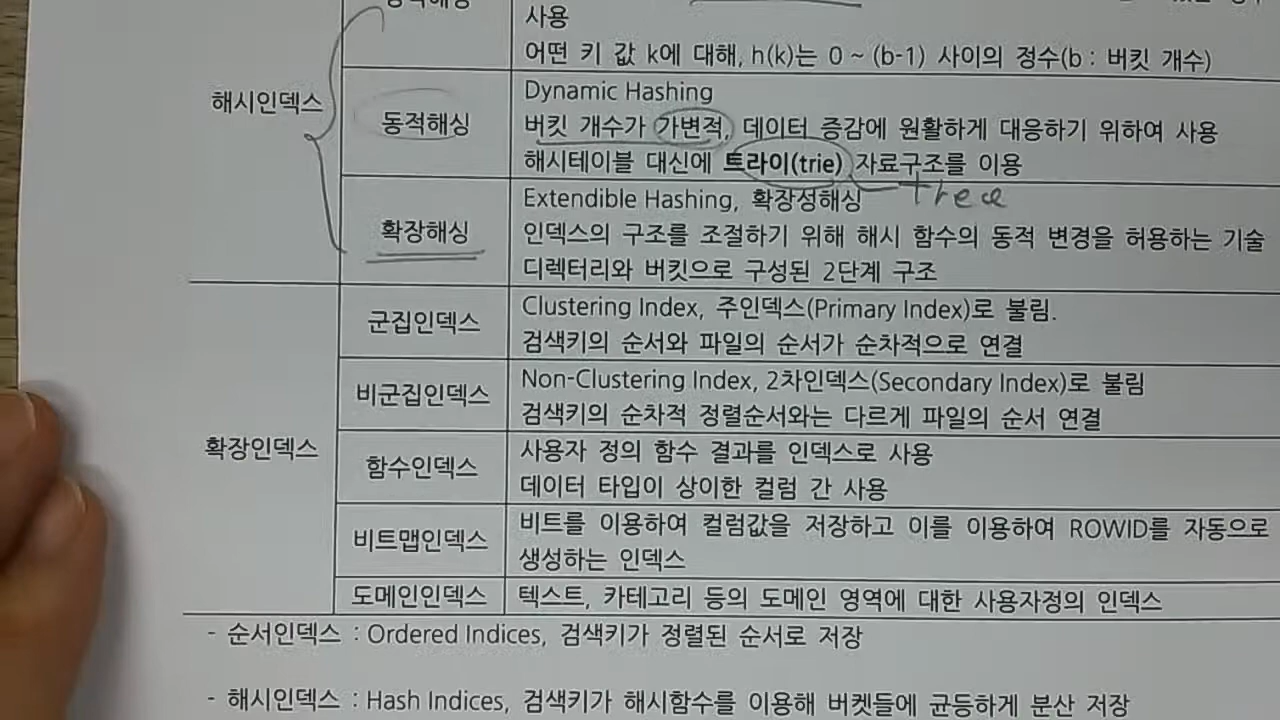 사용
어떤 키 값 k에 대해, h(k)는 0 ~ (b-1) 사이의 정수(b : 버킷 개수)
해시인덱스
동적해싱
Dynamic Hashing
버킷 개수가 가변적, 데이터 증감에 원활하게 대응하기 위하여 사용
해시테이블 대신에 트라이(trie) 자료구조를 이용
tree
확장해싱
Extendible Hashing, 확장성해싱
인덱스의 구조를 조절하기 위해 해시 함수의 동적 변경을 허용하는 기술
디렉터리와 버킷으로 구성된 2단계 구조
확장인덱스
군집인덱스
Clustering Index, 주인덱스(Primary Index)로 불림.
검색키의 순서와 파일의 순서가 순차적으로 연결
비군집인덱스
Non-Clustering Index, 2차인덱스(Secondary Index)로 불림
검색키의 순차적 정렬순서와는 다르게 파일의 순서 연결
함수인덱스
사용자 정의 함수 결과를 인덱스로 사용
데이터 타입이 상이한 컬럼 간 사용
비트맵인덱스
비트를 이용하여 컬럼값을 저장하고 이를 이용하여 ROWID를 자동으로
생성하는 인덱스
도메인인덱스
텍스트, 카테고리 등의 도메인 영역에 대한 사용자정의 인덱스
- 순서인덱스 : Ordered Indices, 검색키가 정렬된 순서로 저장
- 해시인덱스 : Hash Indices, 검색키가 해시함수를 이용해 버켓들에 균등하게 분산 저장